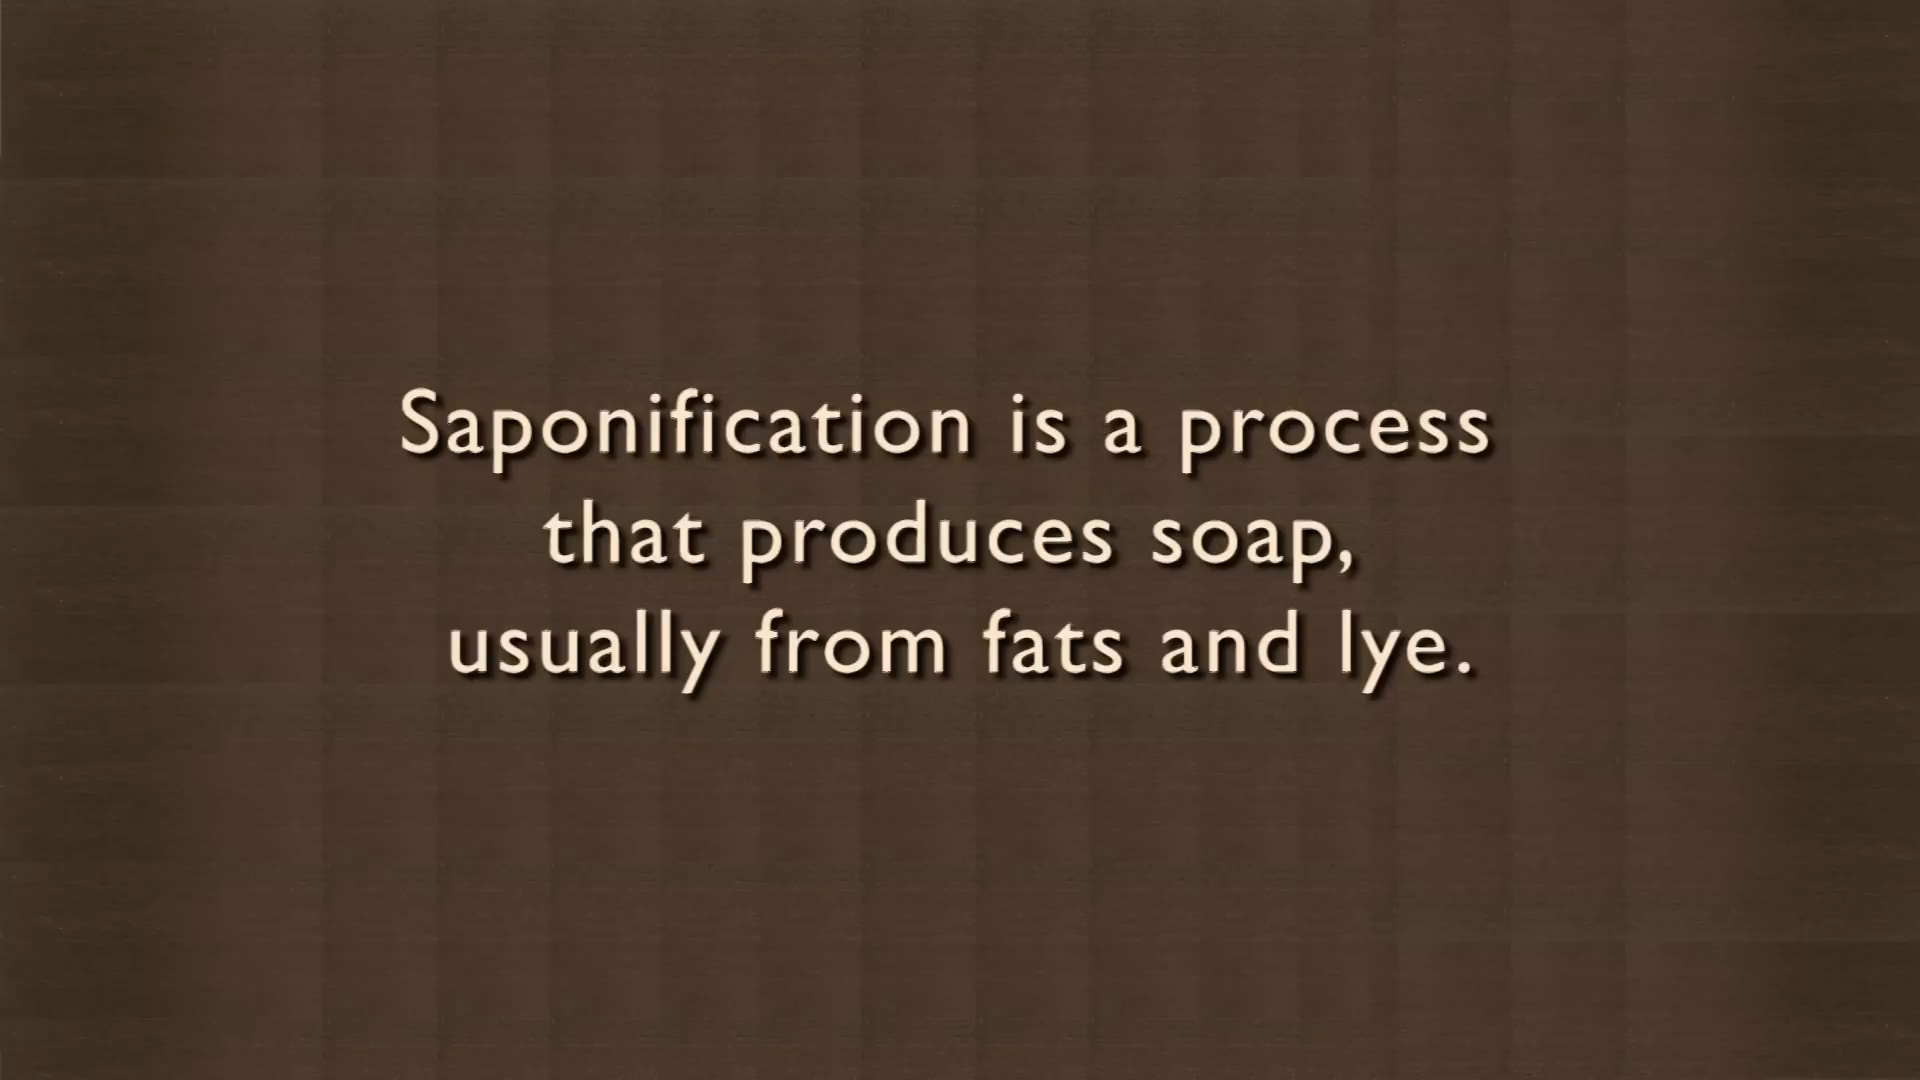 Saponification is a process
that produces soap,
usually from fats and lye.